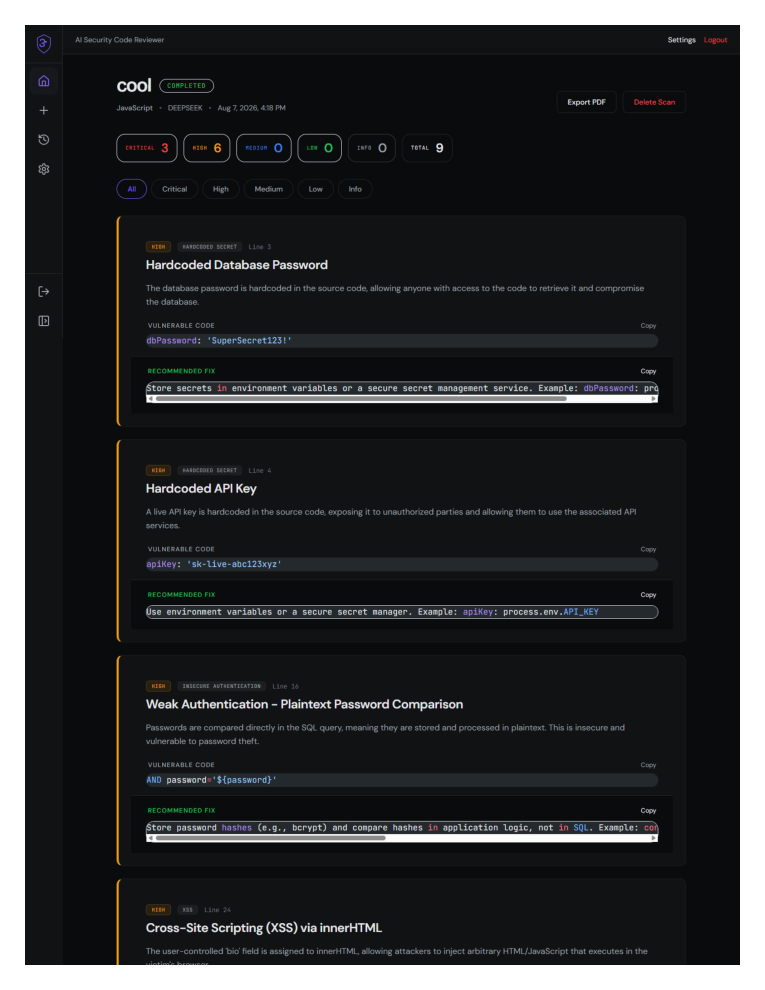 AI Security Code Reviewer
Settings Logout
cool COMPLETED
JavaScript • DEEPSEEK • Aug 7, 2026, 4:18 PM
Export PDF Delete Scan
CRITICAL 3 HIGH 6 MEDIUM 0 LOW 0 INFO 0 TOTAL 9
All Critical High Medium Low Info
HIGH HARDCODED SECRET Line 3
Hardcoded Database Password
The database password is hardcoded in the source code, allowing anyone with access to the code to retrieve it and compromise
the database.
VULNERABLE CODE Copy
dbPassword: 'SuperSecret123!'
RECOMMENDED FIX Copy
Store secrets in environment variables or a secure secret management service. Example: dbPassword: pro
HIGH HARDCODED SECRET Line 4
Hardcoded API Key
A live API key is hardcoded in the source code, exposing it to unauthorized parties and allowing them to use the associated API
services.
VULNERABLE CODE Copy
apiKey: 'sk-live-abc123xyz'
RECOMMENDED FIX Copy
Use environment variables or a secure secret manager. Example: apiKey: process.env.API_KEY
HIGH INSECURE AUTHENTICATION Line 16
Weak Authentication - Plaintext Password Comparison
Passwords are compared directly in the SQL query, meaning they are stored and processed in plaintext. This is insecure and
vulnerable to password theft.
VULNERABLE CODE Copy
AND password='${password}'
RECOMMENDED FIX Copy
Store password hashes (e.g., bcrypt) and compare hashes in application logic, not in SQL. Example: con
HIGH XSS Line 24
Cross-Site Scripting (XSS) via innerHTML
The user-controlled 'bio' field is assigned to innerHTML, allowing attackers to inject arbitrary HTML/JavaScript that executes in the
victim's browser.